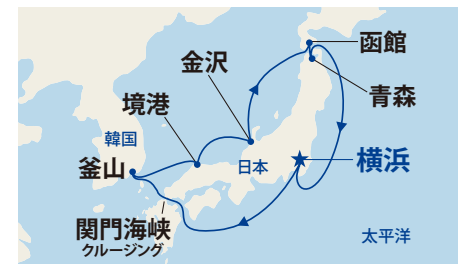 函館
金沢
青森
境港
韓国
横浜
日本
釜山
関門海峡
クルージング
太平洋